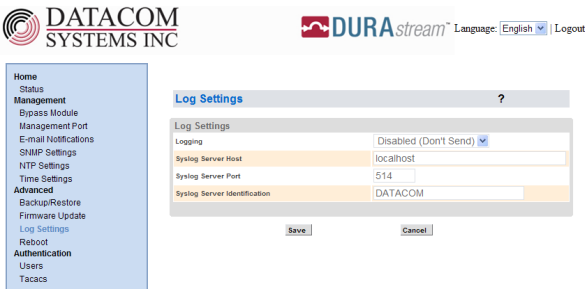 DATACOM
SYSTEMS INC
DURAstream™
Language: English | Logout
Home
Status
Management
Bypass Module
Management Port
E-mail Notifications
SNMP Settings
NTP Settings
Time Settings
Advanced
Backup/Restore
Firmware Update
Log Settings
Reboot
Authentication
Users
Tacacs
Log Settings ?
Log Settings
Logging Disabled (Don't Send)
Syslog Server Host localhost
Syslog Server Port 514
Syslog Server Identification DATACOM
Save Cancel